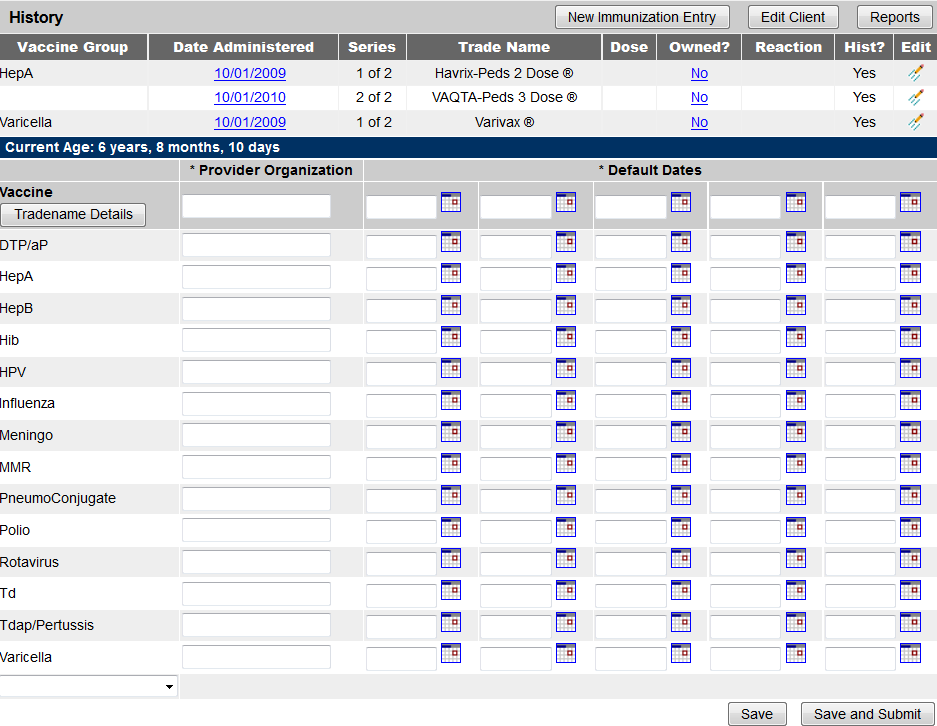 History New Immunization Entry Edit Client Reports
Vaccine Group Date Administered Series Trade Name Dose Owned? Reaction Hist? Edit
HepA 10/01/2009 1 of 2 Havrix-Peds 2 Dose ® No Yes
10/01/2010 2 of 2 VAQTA-Peds 3 Dose ® No Yes
Varicella 10/01/2009 1 of 2 Varivax ® No Yes
Current Age: 6 years, 8 months, 10 days
* Provider Organization * Default Dates
Vaccine
Tradename Details
DTP/aP
HepA
HepB
Hib
HPV
Influenza
Meningo
MMR
PneumoConjugate
Polio
Rotavirus
Td
Tdap/Pertussis
Varicella
Save Save and Submit